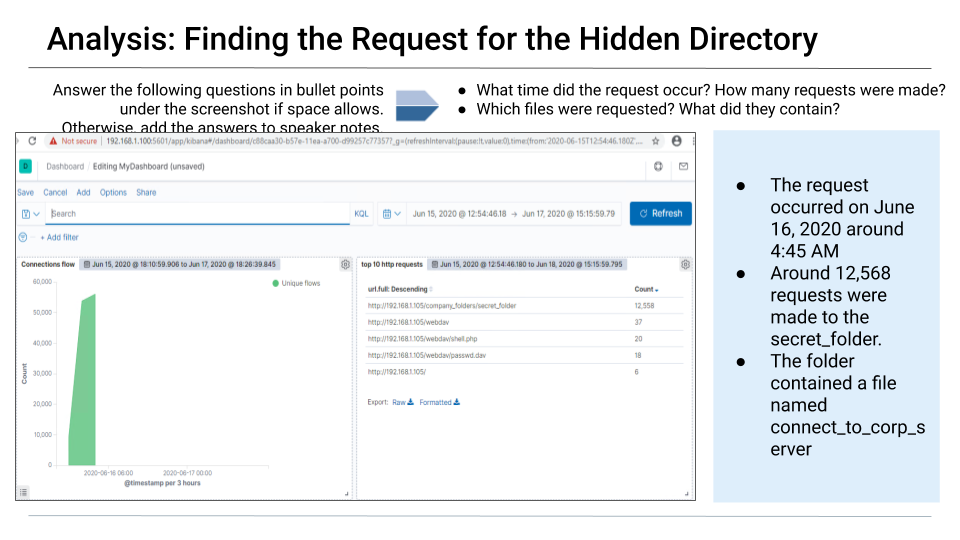 Analysis: Finding the Request for the Hidden Directory
Answer the following questions in bullet points
under the screenshot if space allows.
Otherwise, add the answers to speaker notes.
● What time did the request occur? How many requests were made?
● Which files were requested? What did they contain?
Not secure | 192.168.1.100:5601/app/kibana#/dashboard/c88caa30-b57e-11ea-a700-d99257c77357?_g=(refreshInterval:(pause:!t,value:0),time:(from:'2020-06-15T12:54:46.180Z',...
D Dashboard / Editing MyDashboard (unsaved)
Save Cancel Add Options Share
Search KQL Jun 15, 2020 @ 12:54:46.18 → Jun 17, 2020 @ 15:15:59.79 Refresh
+ Add filter
Connections flow Jun 15, 2020 @ 18:10:59.906 to Jun 17, 2020 @ 18:26:39.845
60,000
50,000
40,000
30,000
20,000
10,000
0
Count
Unique flows
2020-06-16 06:00 2020-06-17 00:00
@timestamp per 3 hours
top 10 http requests Jun 15, 2020 @ 12:54:46.180 to Jun 18, 2020 @ 15:15:59.795
url.full: Descending Count
http://192.168.1.105/company_folders/secret_folder 12,558
http://192.168.1.105/webdav 37
http://192.168.1.105/webdav/shell.php 20
http://192.168.1.105/webdav/passwd.dav 18
http://192.168.1.105/ 6
Export: Raw Formatted
● The request
occurred on June
16, 2020 around
4:45 AM
● Around 12,568
requests were
made to the
secret_folder.
● The folder
contained a file
named
connect_to_corp_s
erver